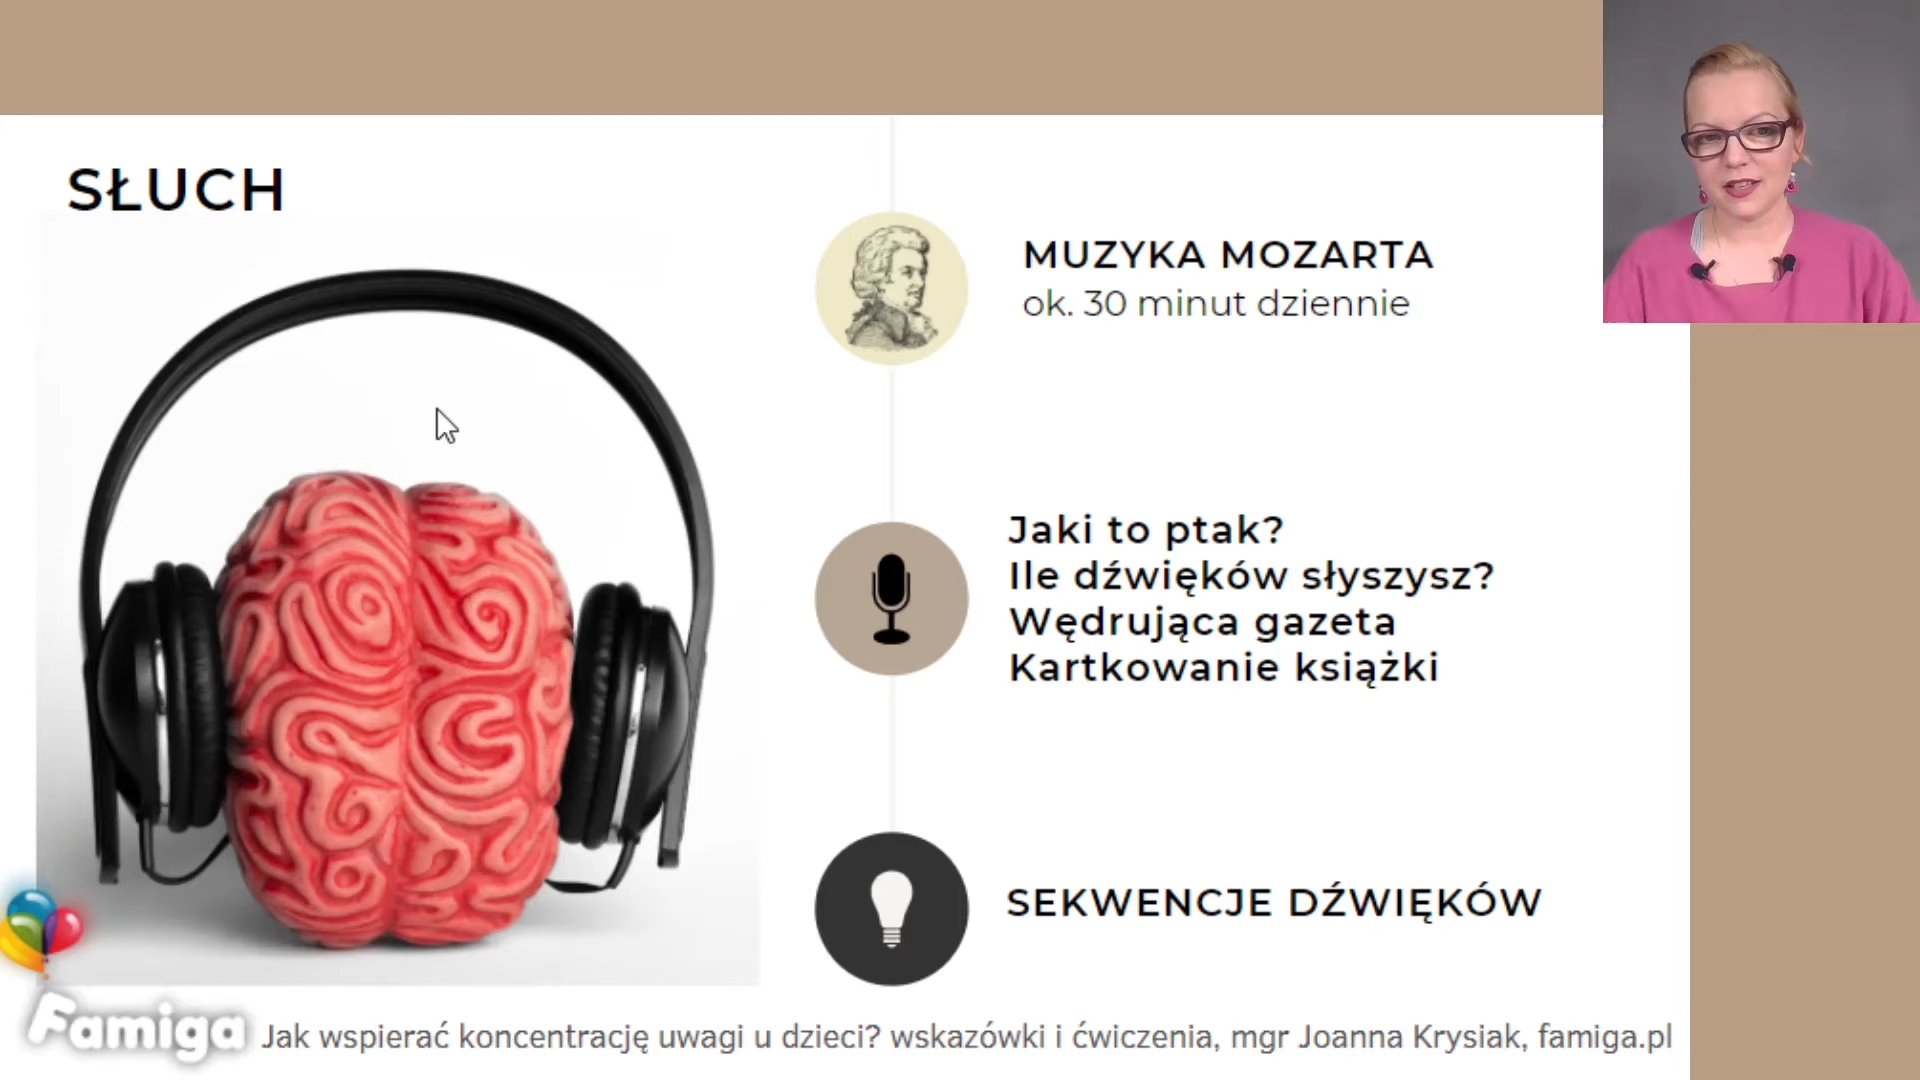 SŁUCH
MUZYKA MOZARTA
ok. 30 minut dziennie
Jaki to ptak?
Ile dźwięków słyszysz?
Wędrująca gazeta
Kartkowanie książki
SEKWENCJE DŹWIĘKÓW
Famiga
Jak wspierać koncentrację uwagi u dzieci? wskazówki i ćwiczenia, mgr Joanna Krysiak, famiga.pl